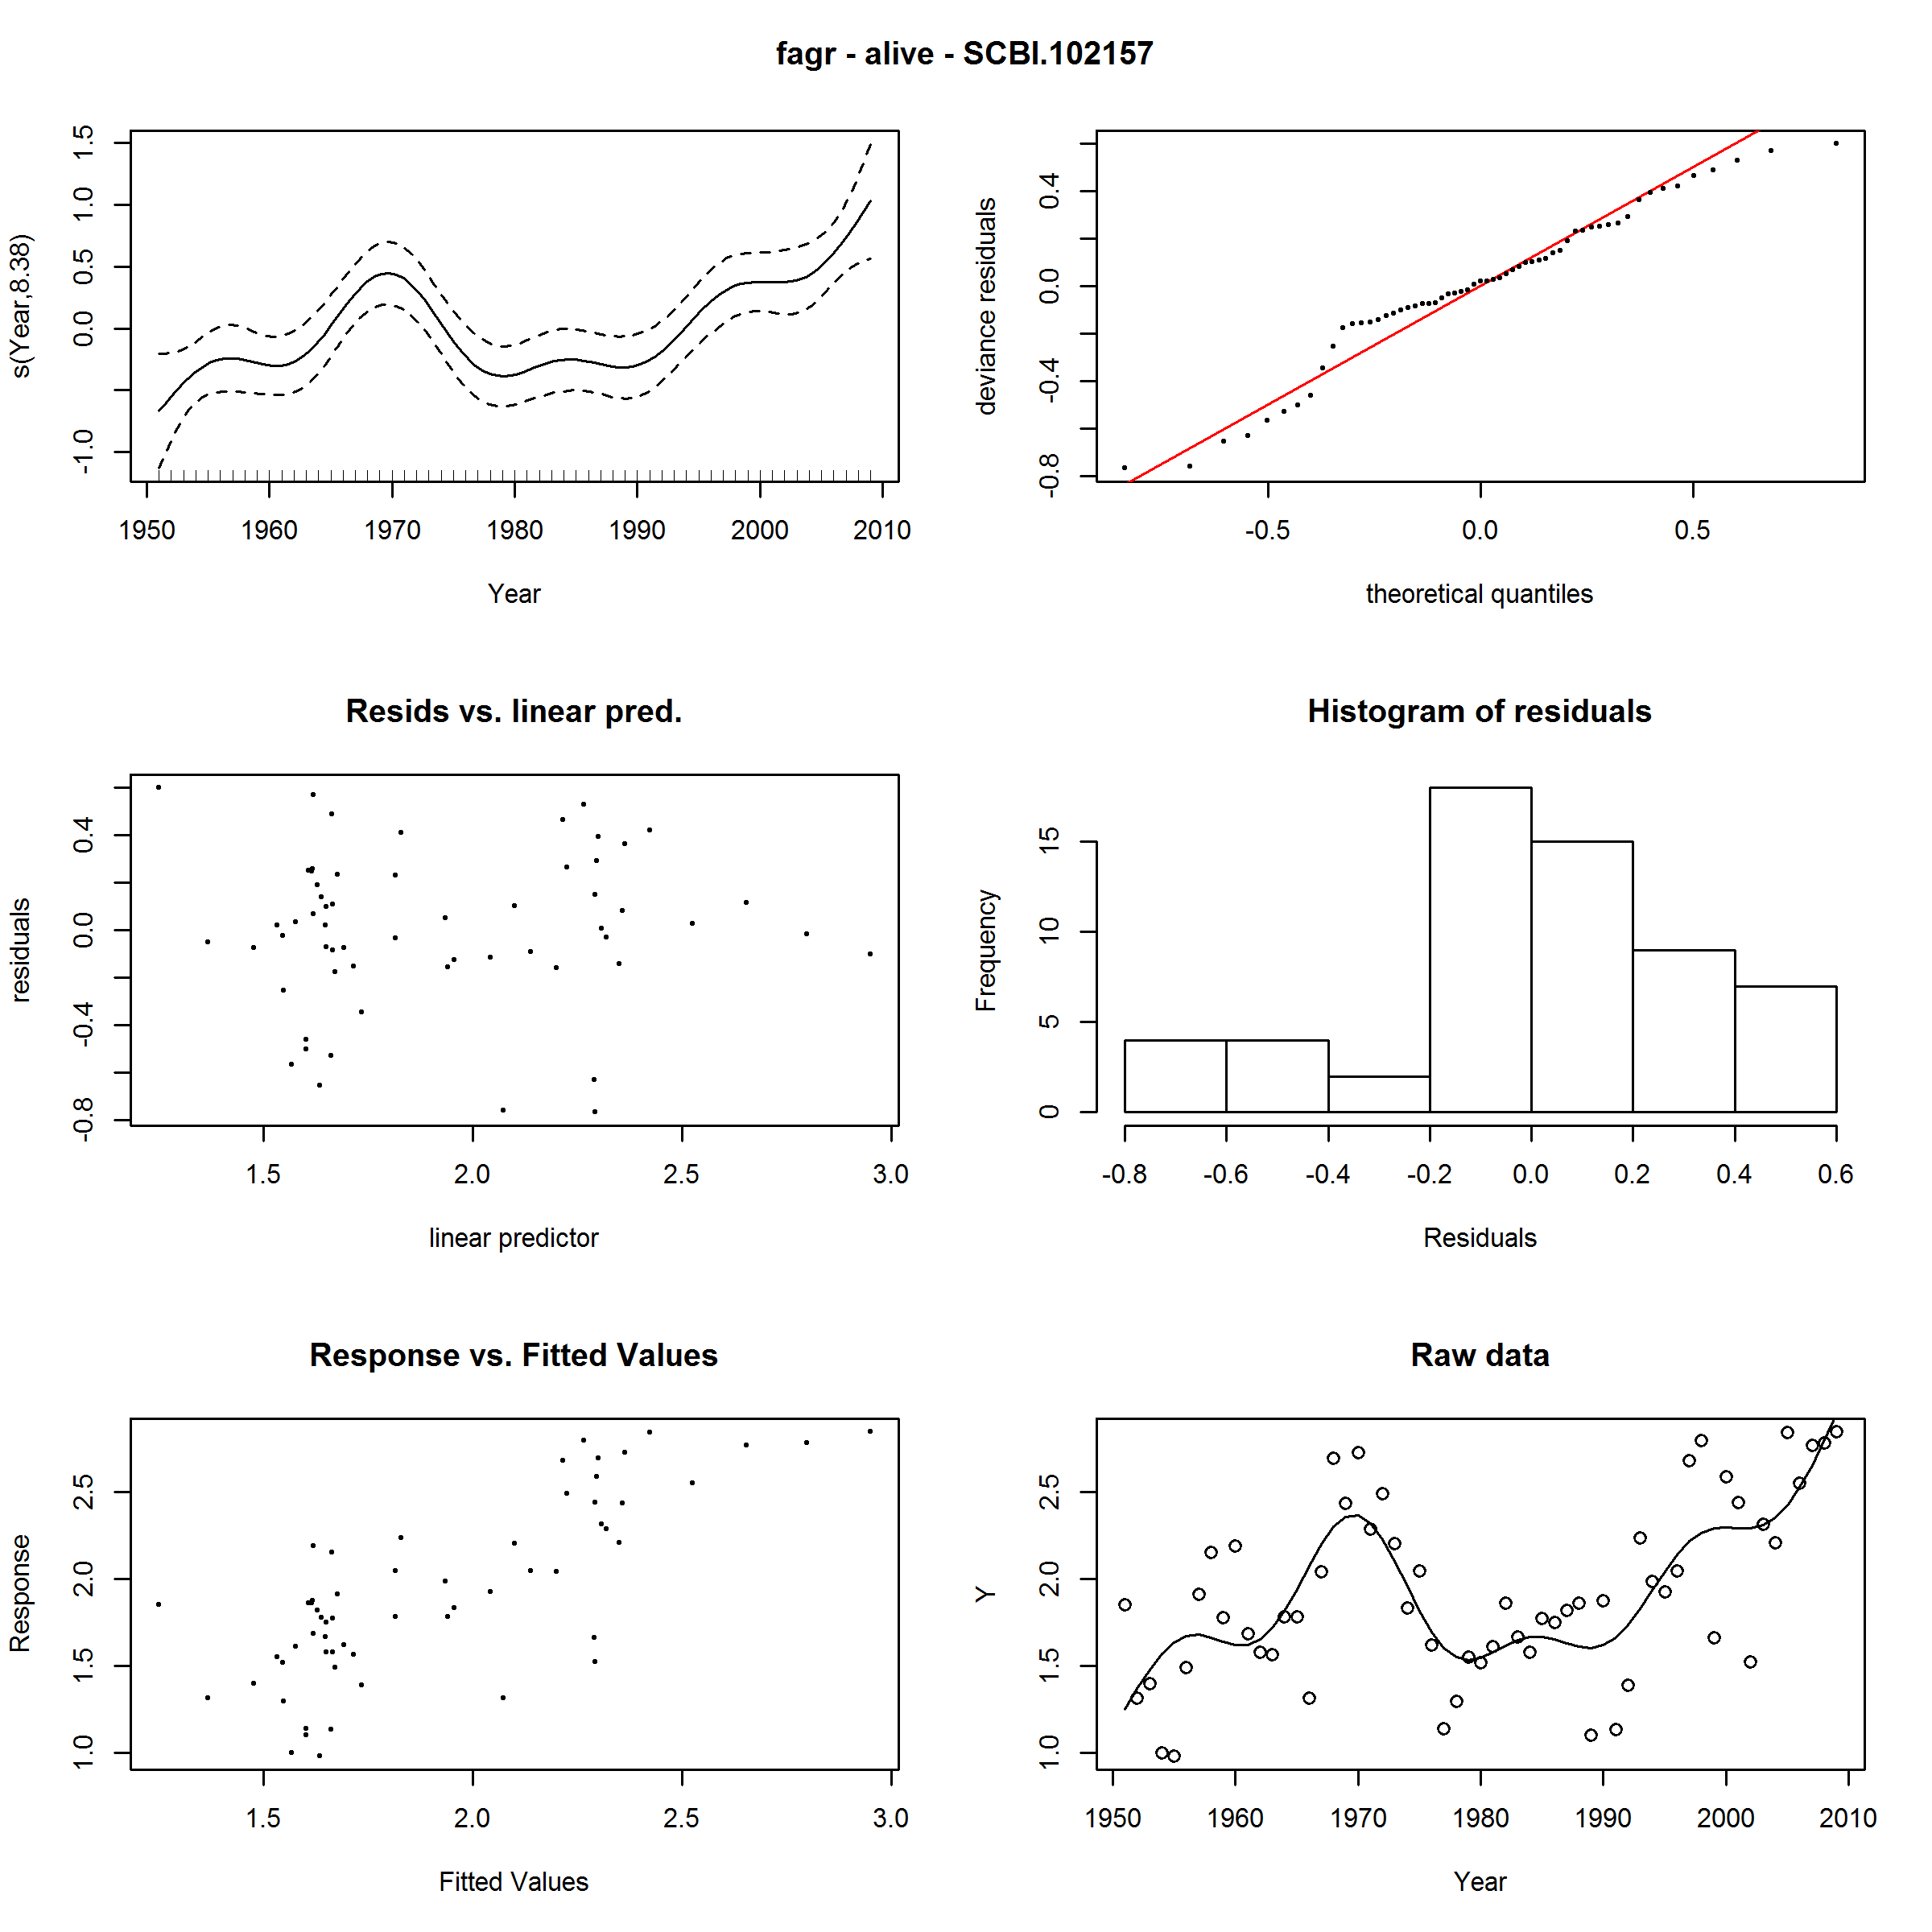 fagr - alive - SCBI.102157
s(Year,8.38)
-1.0 0.0 0.5 1.0 1.5
1950 1960 1970 1980 1990 2000 2010
Year
deviance residuals
-0.8 -0.4 0.0 0.4
-0.5 0.0 0.5
theoretical quantiles
Resids vs. linear pred.
residuals
-0.8 -0.4 0.0 0.4
1.5 2.0 2.5 3.0
linear predictor
Histogram of residuals
Frequency
0 5 10 15
-0.8 -0.6 -0.4 -0.2 0.0 0.2 0.4 0.6
Residuals
Response vs. Fitted Values
Response
1.0 1.5 2.0 2.5
1.5 2.0 2.5 3.0
Fitted Values
Raw data
Y
1.0 1.5 2.0 2.5
1950 1960 1970 1980 1990 2000 2010
Year